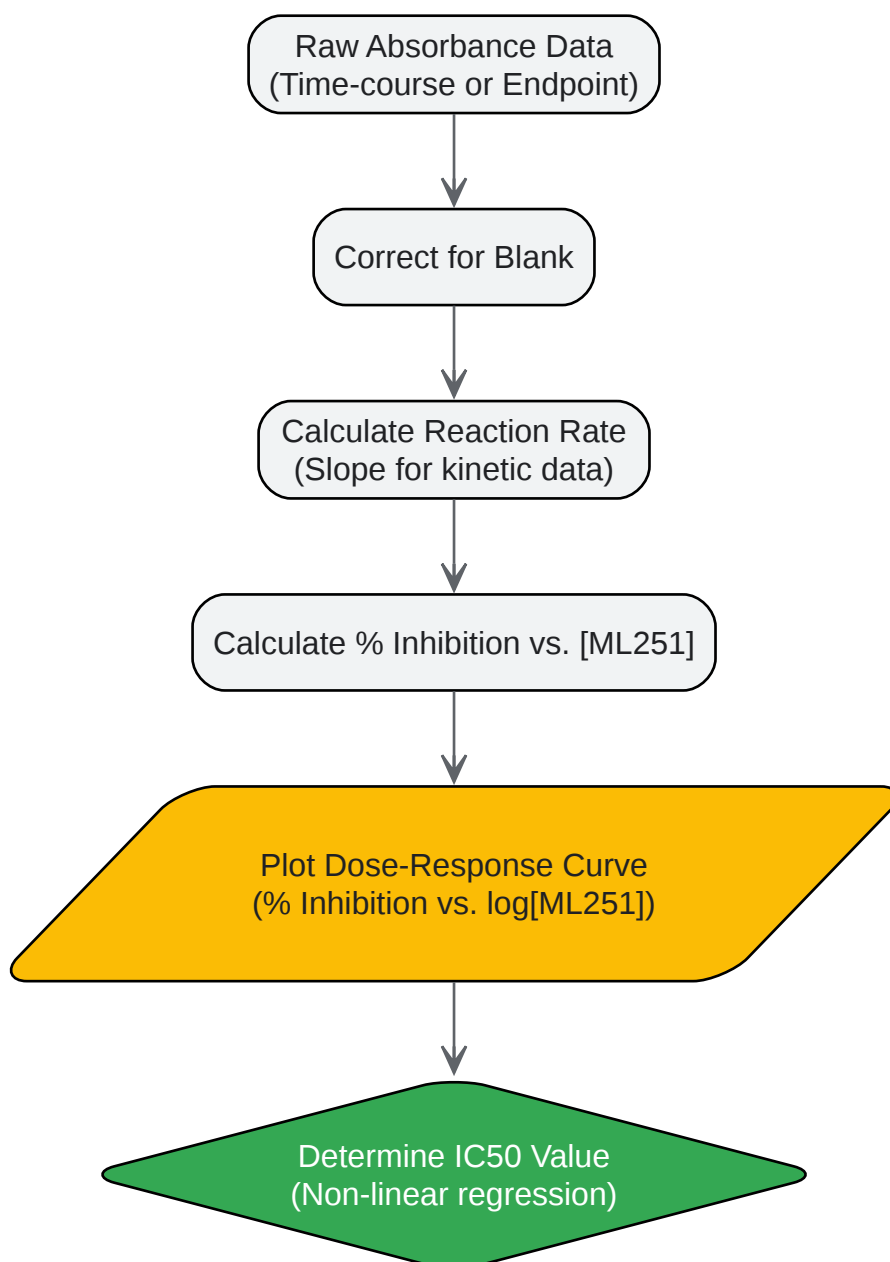 Raw Absorbance Data
(Time-course or Endpoint)
Correct for Blank
Calculate Reaction Rate
(Slope for kinetic data)
Calculate % Inhibition vs. [ML251]
Plot Dose-Response Curve
(% Inhibition vs. log[ML251])
Determine IC50 Value
(Non-linear regression)